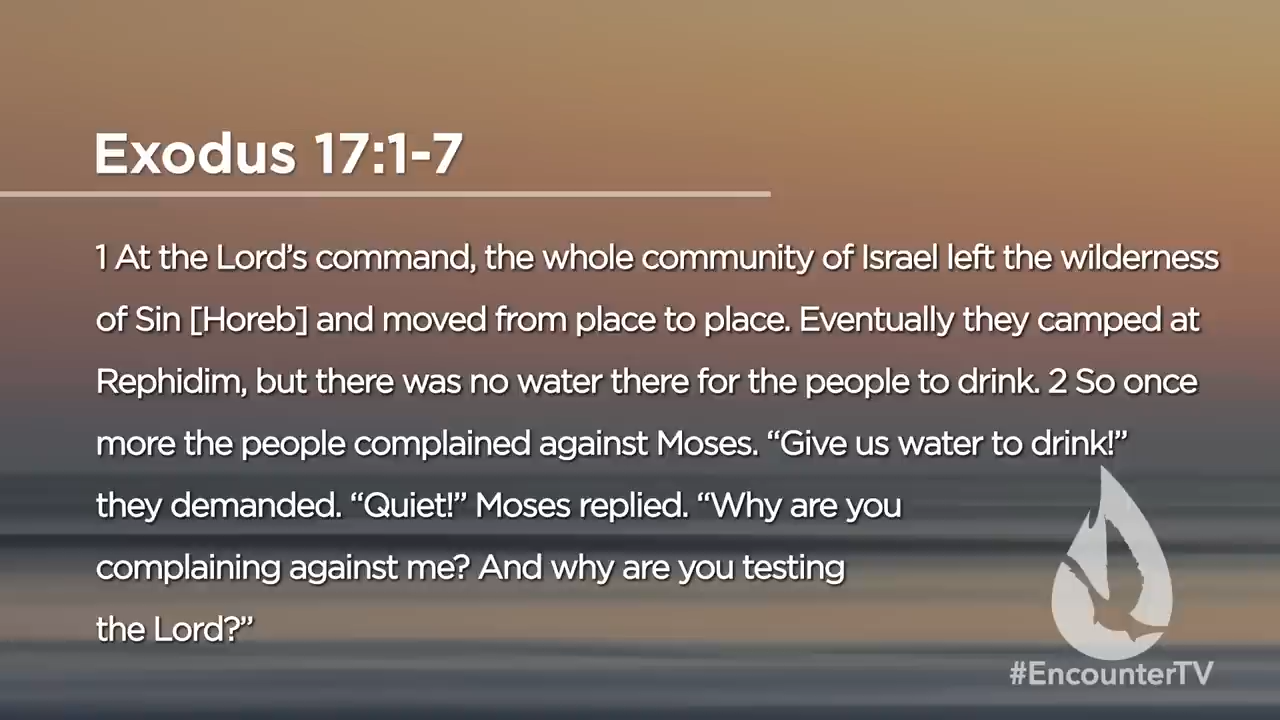 Exodus 17:1-7
1 At the Lord’s command, the whole community of Israel left the wilderness
of Sin [Horeb] and moved from place to place. Eventually they camped at
Rephidim, but there was no water there for the people to drink. 2 So once
more the people complained against Moses. “Give us water to drink!”
they demanded. “Quiet!” Moses replied. “Why are you
complaining against me? And why are you testing
the Lord?”
#EncounterTV